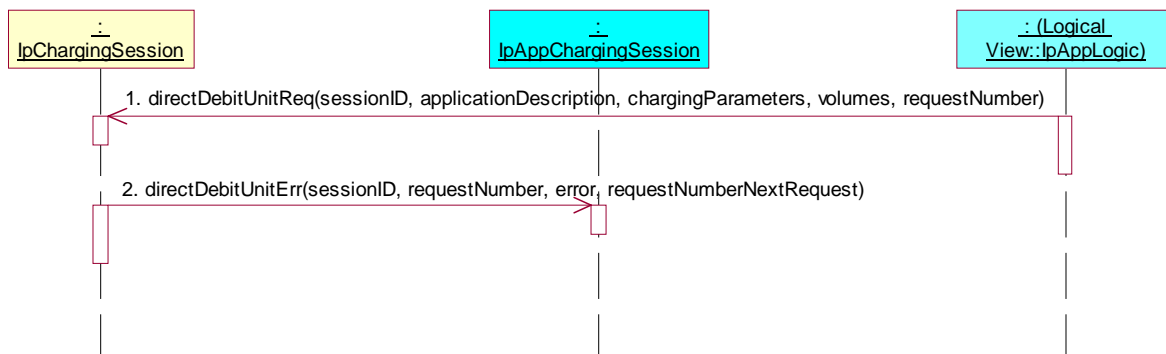 :
IpChargingSession
:
IpAppChargingSession
: (Logical
View::IpAppLogic)
1. directDebitUnitReq(sessionID, applicationDescription, chargingParameters, volumes, requestNumber)
2. directDebitUnitErr(sessionID, requestNumber, error, requestNumberNextRequest)